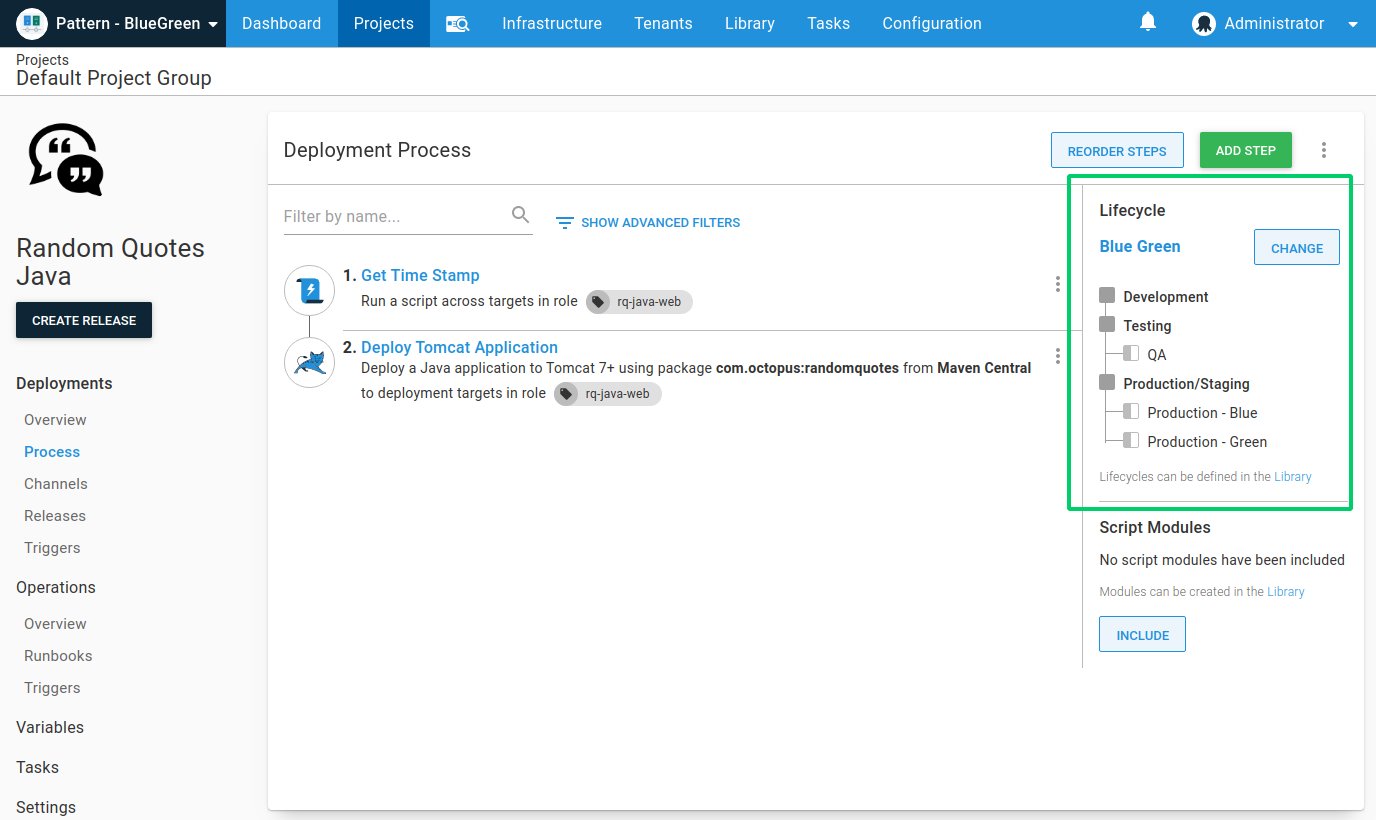 Pattern - BlueGreen Dashboard Projects Infrastructure Tenants Library Tasks Configuration Administrator
Projects
Default Project Group
Random Quotes
Java
CREATE RELEASE
Deployments
Overview
Process
Channels
Releases
Triggers
Operations
Overview
Runbooks
Triggers
Variables
Tasks
Settings
Deployment Process
REORDER STEPS
ADD STEP
Filter by name...
SHOW ADVANCED FILTERS
1. Get Time Stamp
Run a script across targets in role rq-java-web
2. Deploy Tomcat Application
Deploy a Java application to Tomcat 7+ using package com.octopus:randomquotes from Maven Central
to deployment targets in role rq-java-web
Lifecycle
Blue Green
CHANGE
Development
Testing
QA
Production/Staging
Production - Blue
Production - Green
Lifecycles can be defined in the Library
Script Modules
No script modules have been included
Modules can be created in the Library
INCLUDE